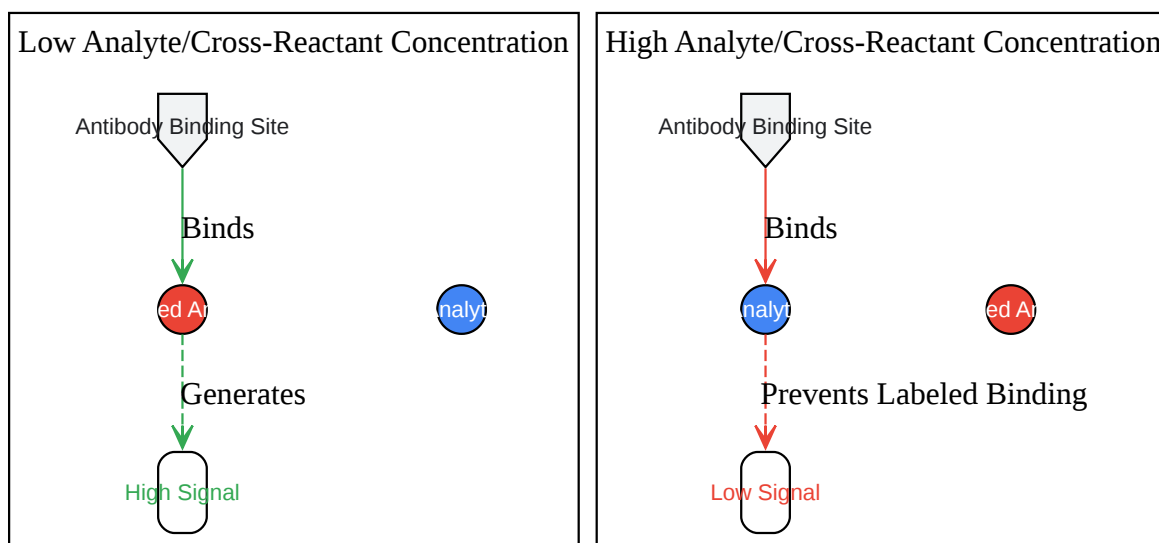 Low Analyte/Cross-Reactant Concentration
Antibody Binding Site
Binds
Generates
High Signal
High Analyte/Cross-Reactant Concentration
Antibody Binding Site
Binds
Prevents Labeled Binding
Low Signal